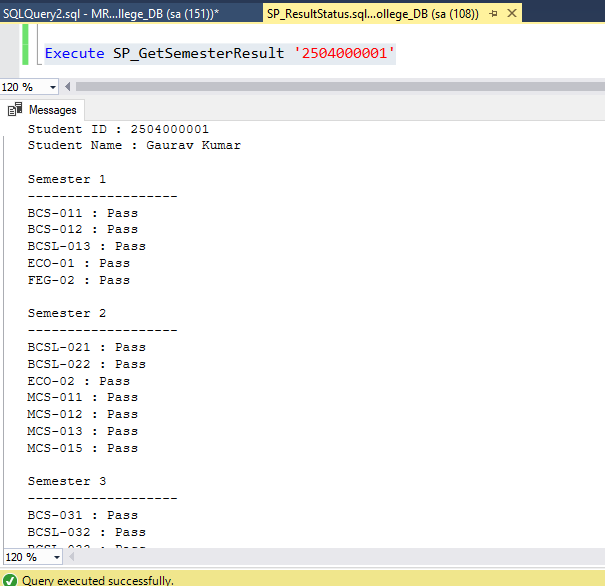 SQLQuery2.sql - MR...llege_DB (sa (151))*
SP_ResultStatus.sql...ollege_DB (sa (108))
Execute SP_GetSemesterResult '2504000001'
120 %
Messages
Student ID : 2504000001
Student Name : Gaurav Kumar
Semester 1
-------------------
BCS-011 : Pass
BCS-012 : Pass
BCSL-013 : Pass
ECO-01 : Pass
FEG-02 : Pass
Semester 2
-------------------
BCSL-021 : Pass
BCSL-022 : Pass
ECO-02 : Pass
MCS-011 : Pass
MCS-012 : Pass
MCS-013 : Pass
MCS-015 : Pass
Semester 3
-------------------
BCS-031 : Pass
BCSL-032 : Pass
120 %
Query executed successfully.